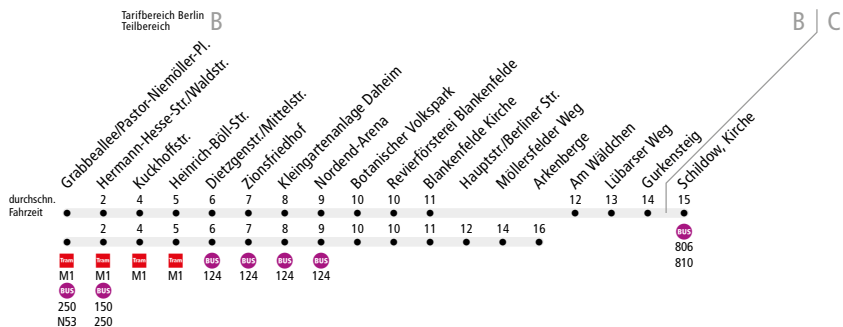 Tarifbereich Berlin
Teilbereich B
B C
Grabbeallee/Pastor-Niemöller-Pl.
Hermann-Hesse-Str./Waldstr.
Kuckhoffstr.
Heinrich-Böll-Str.
Dietzgenstr./Mittelstr.
Zionsfriedhof
Kleingartenanlage Daheim
Nordend-Arena
Botanischer Volkspark
Revierförsterei Blankenfelde
Blankenfelde Kirche
Hauptstr./Berliner Str.
Möllersfelder Weg
Arkenberge
Am Wäldchen
Lübarser Weg
Gurkensteig
Schildow, Kirche
durchschn. 2 4 5 6 7 8 9 10 10 11 12 13 14 15
Fahrzeit
2 4 5 6 7 8 9 10 10 11 12 14 16
Tram Tram Tram Tram BUS BUS BUS BUS BUS
M1 M1 M1 M1 124 124 124 124 806
BUS BUS 810
250 150
N53 250